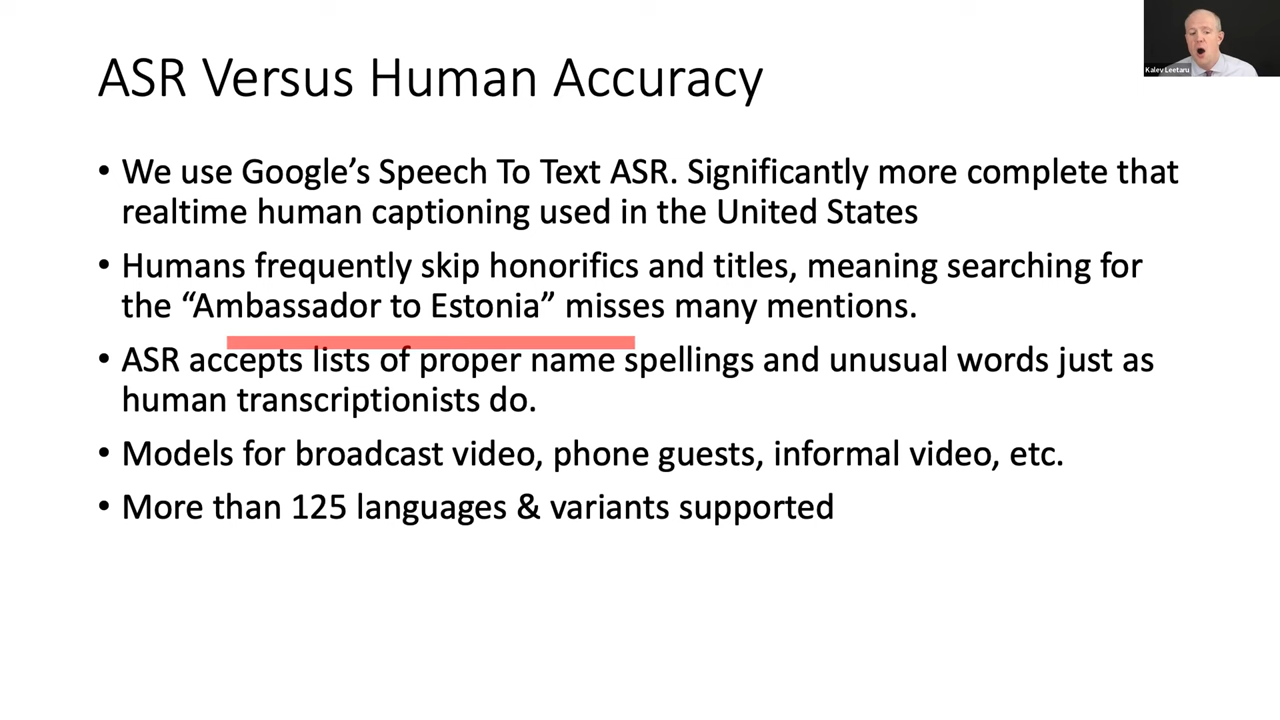 Kalev Leetaru
ASR Versus Human Accuracy
• We use Google’s Speech To Text ASR. Significantly more complete that
realtime human captioning used in the United States
• Humans frequently skip honorifics and titles, meaning searching for
the “Ambassador to Estonia” misses many mentions.
• ASR accepts lists of proper name spellings and unusual words just as
human transcriptionists do.
• Models for broadcast video, phone guests, informal video, etc.
• More than 125 languages & variants supported